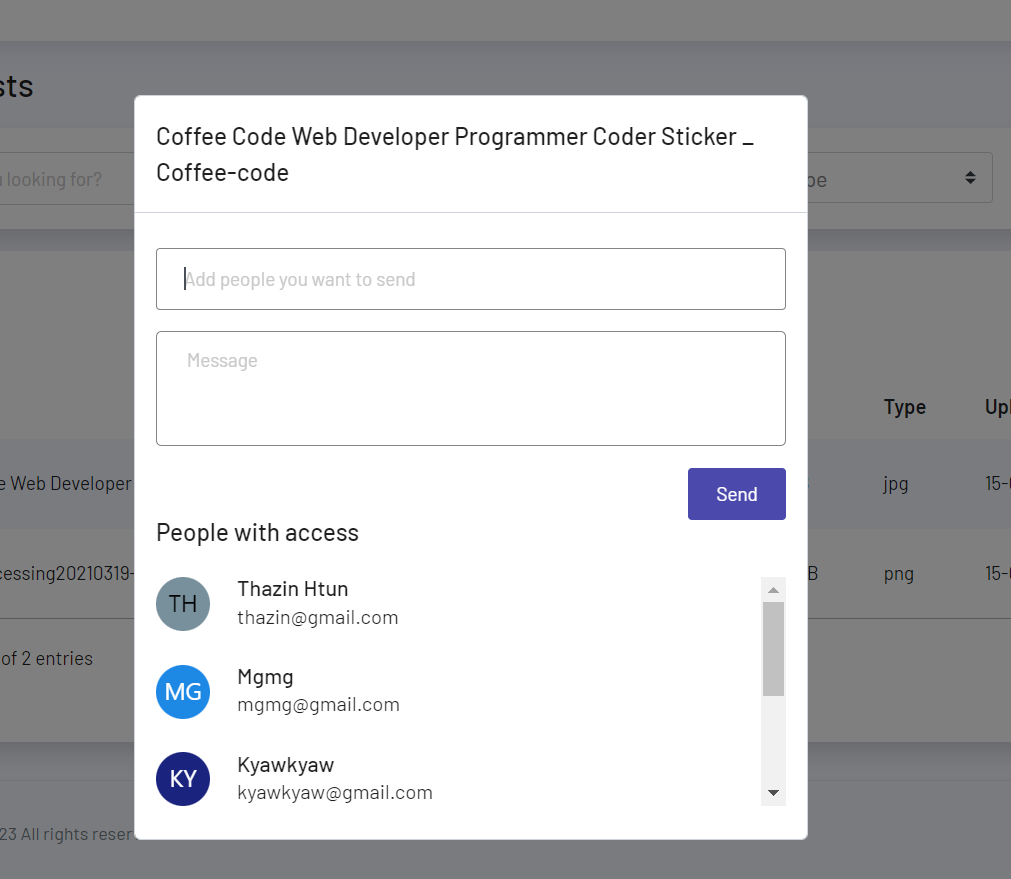 sts
looking for?
pe
Coffee Code Web Developer Programmer Coder Sticker _
Coffee-code
Add people you want to send
Message
Type
Upl
e Web Developer
jpg
15-
Send
People with access
cessing20210319-
B
png
15-
Thazin Htun
TH
thazin@gmail.com
of 2 entries
Mgmg
MG
mgmg@gmail.com
Kyawkyaw
KY
kyawkyaw@gmail.com
23 All rights reser